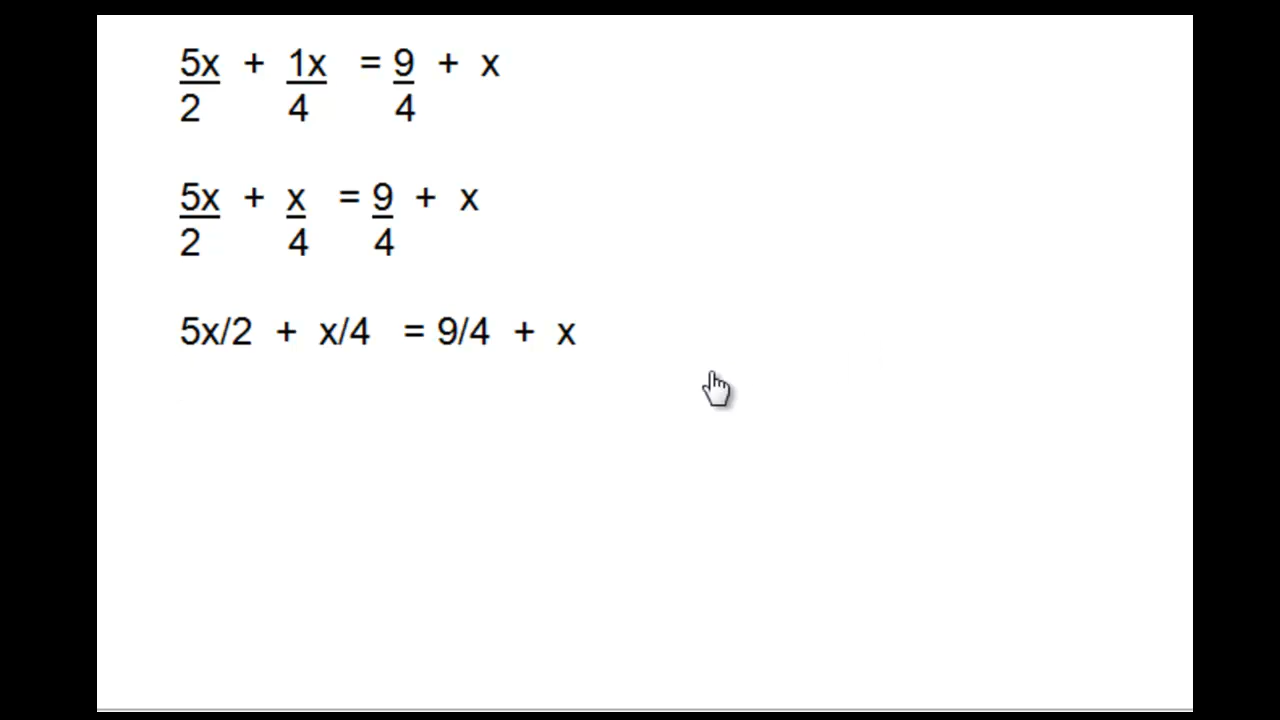 5x + 1x = 9 + x
2 4 4
5x + x = 9 + x
2 4 4
5x/2 + x/4 = 9/4 + x